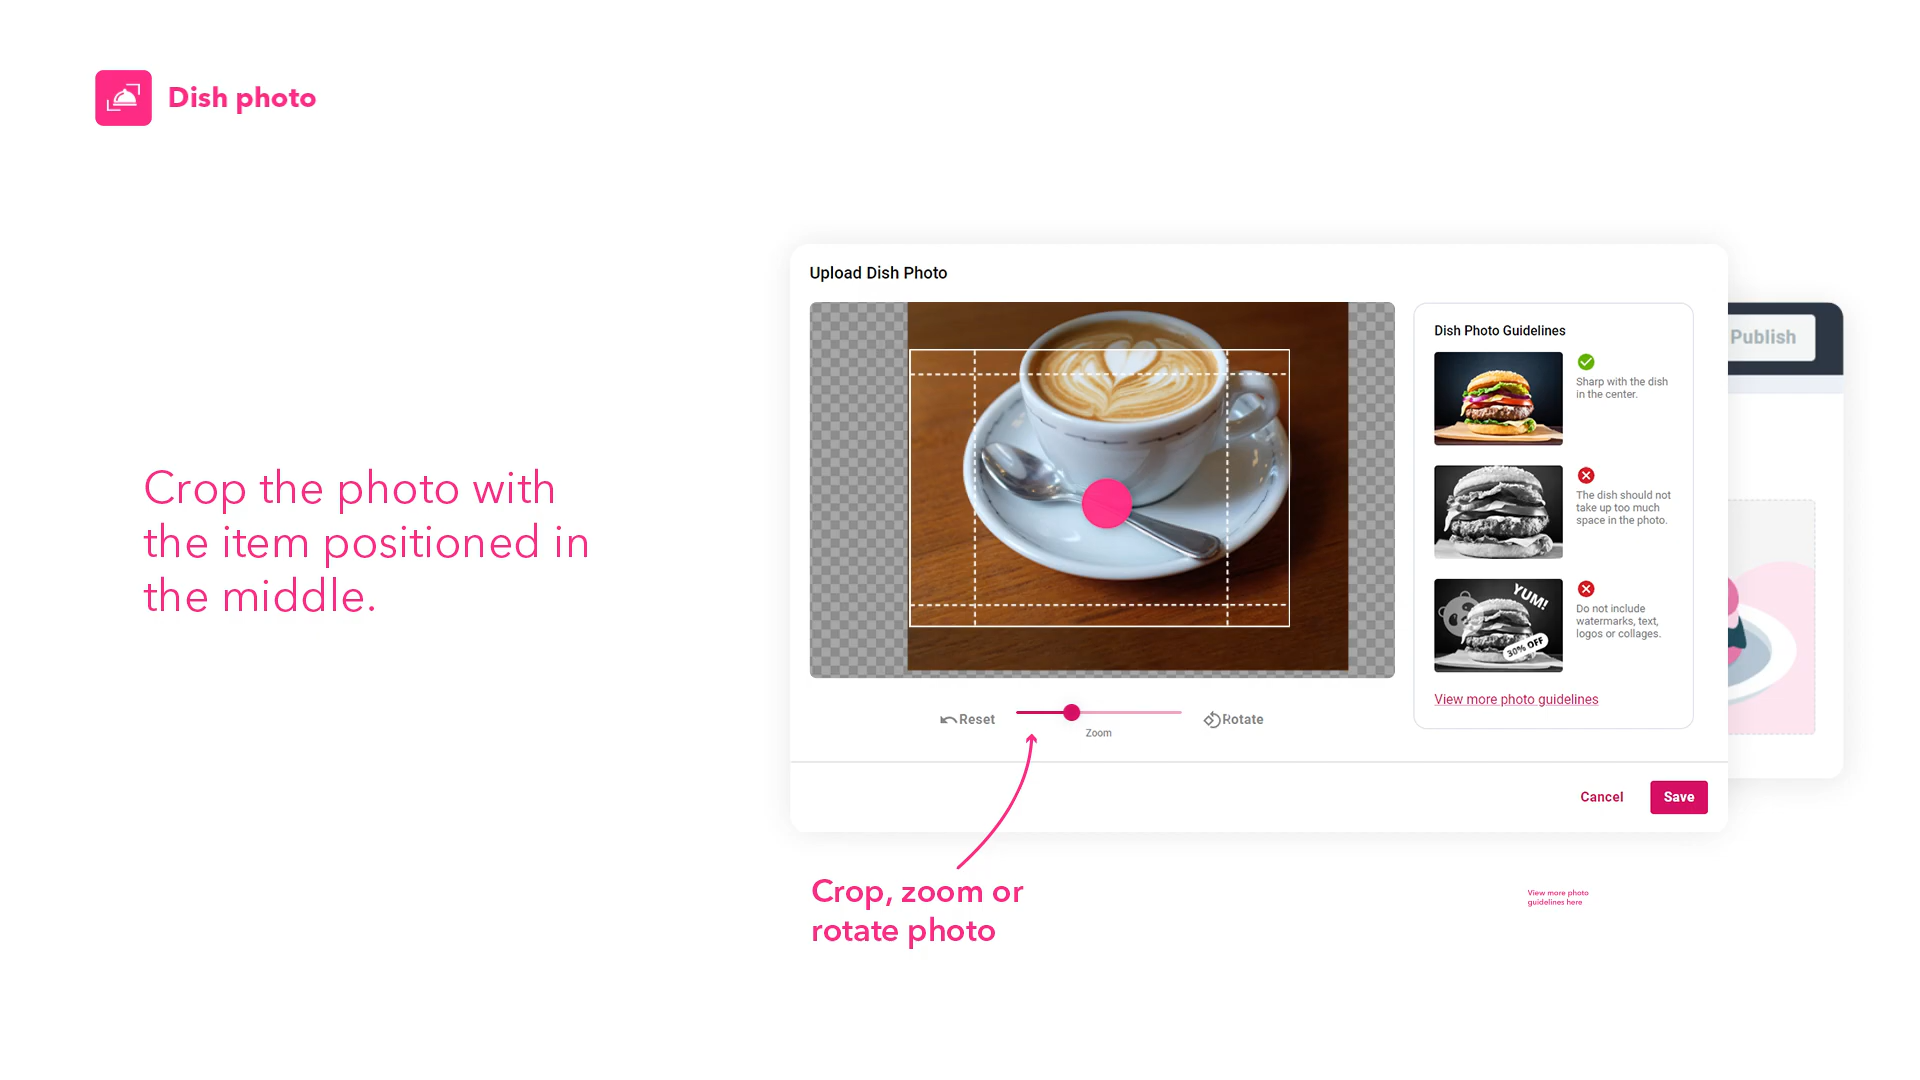 Dish photo
Crop the photo with
the item positioned in
the middle.
Upload Dish Photo
Dish Photo Guidelines
Sharp with the dish
in the center.
The dish should not
take up too much
space in the photo.
YUM!
30% OFF
Do not include
watermarks, text,
logos or collages.
View more photo guidelines
Reset
Zoom
Rotate
Cancel
Save
Publish
Crop, zoom or
rotate photo
View more photo
guidelines here